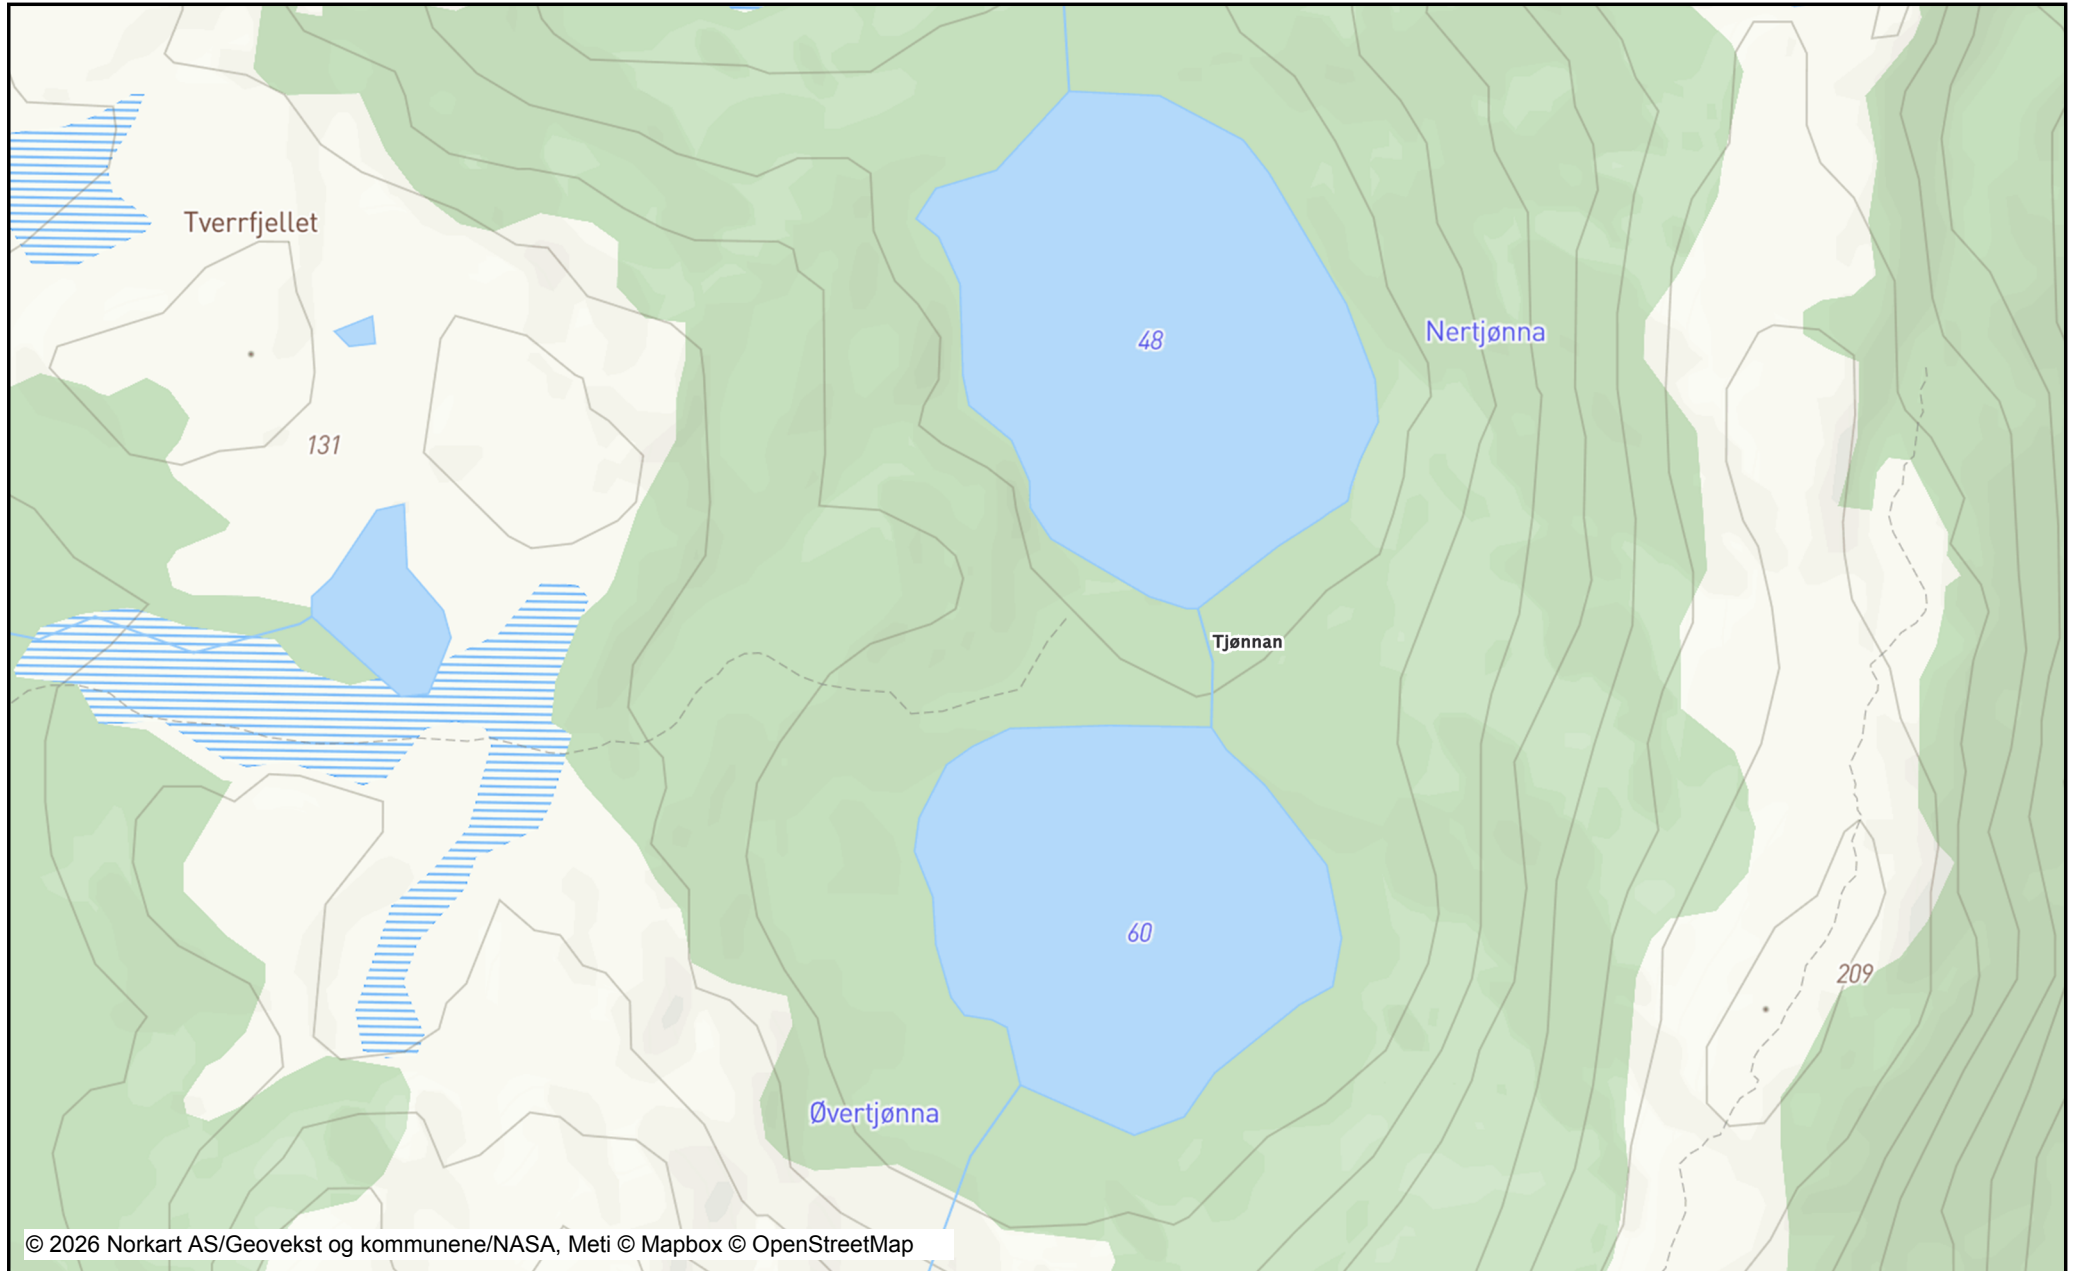 Tverrfjellet
48
Nertjønna
131
Tjønnan
60
209
Øvertjønna
© 2026 Norkart AS/Geovekst og kommunene/NASA, Meti © Mapbox © OpenStreetMap